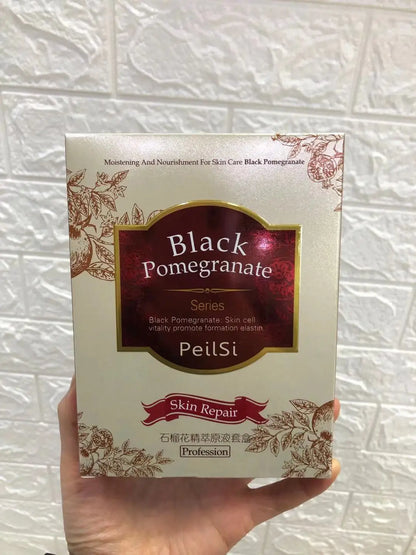 Moistening And Nourishment For Skin Care Black Pomegranate
Black
Pomegranate
Series
Black Pomegranate: Skin cell
vitality promote formation elastin
PeilSi
Skin Repair
石榴花精萃原液套盒
Profession